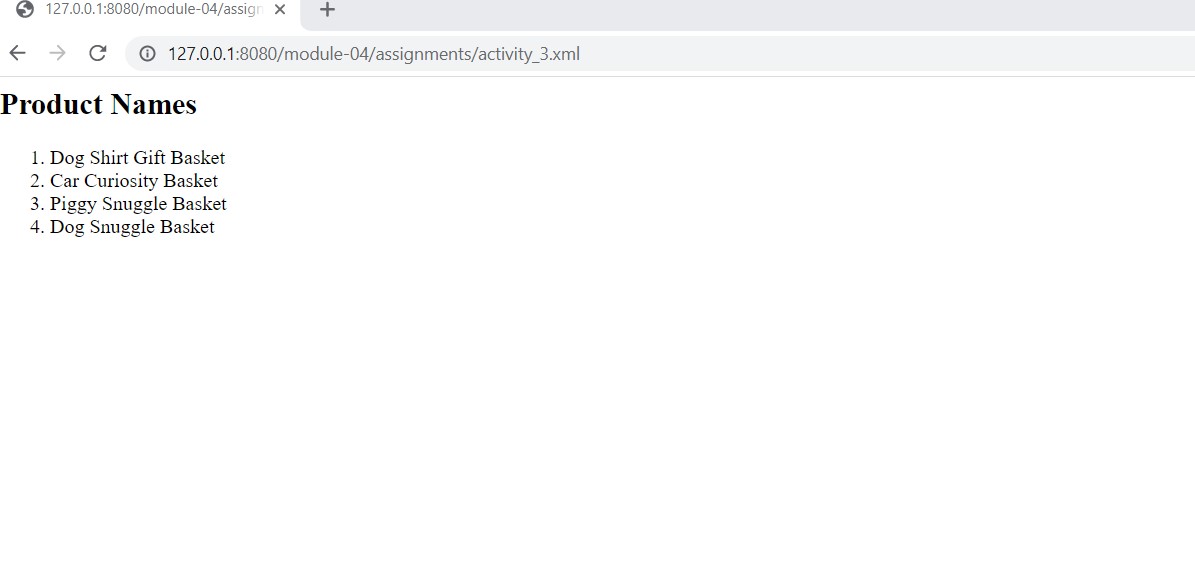 127.0.0.1:8080/module-04/assign
127.0.0.1:8080/module-04/assignments/activity_3.xml
Product Names
1. Dog Shirt Gift Basket
2. Car Curiosity Basket
3. Piggy Snuggle Basket
4. Dog Snuggle Basket